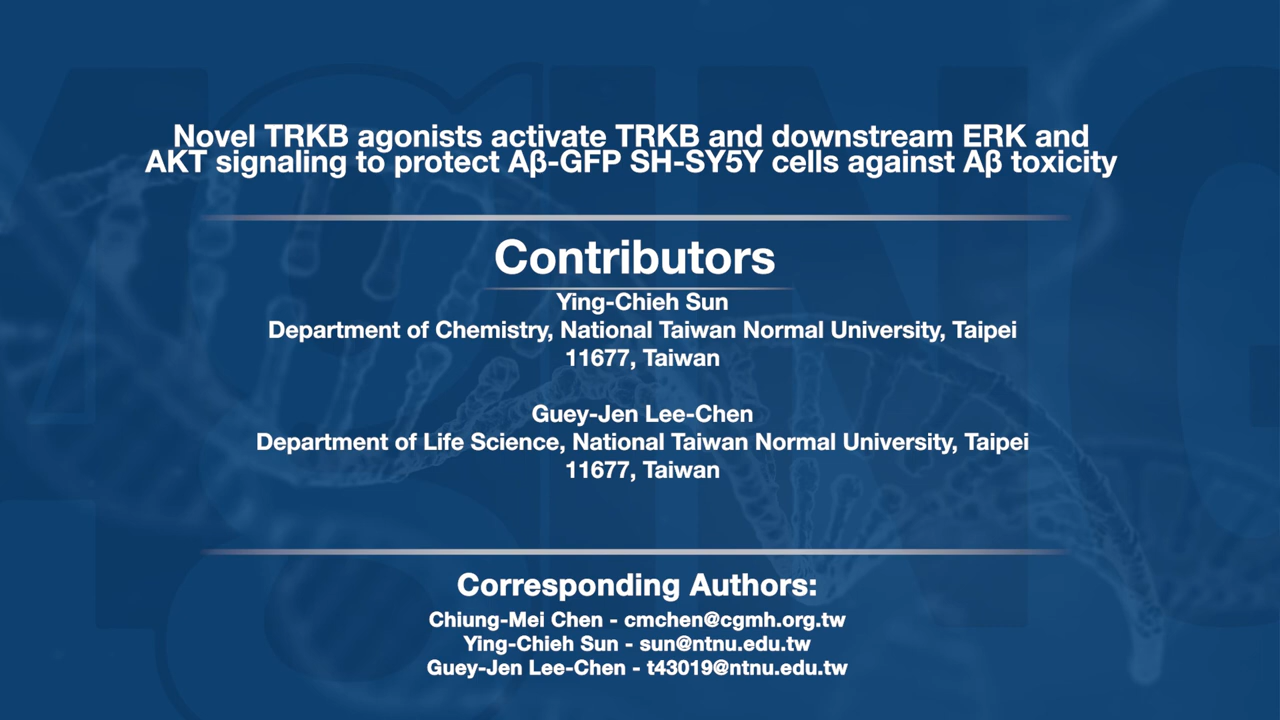 Novel TRKB agonists activate TRKB and downstream ERK and
AKT signaling to protect Aβ-GFP SH-SY5Y cells against Aβ toxicity
Contributors
Ying-Chieh Sun
Department of Chemistry, National Taiwan Normal University, Taipei
11677, Taiwan
Guey-Jen Lee-Chen
Department of Life Science, National Taiwan Normal University, Taipei
11677, Taiwan
Corresponding Authors:
Chiung-Mei Chen - cmchen@cgmh.org.tw
Ying-Chieh Sun - sun@ntnu.edu.tw
Guey-Jen Lee-Chen - t43019@ntnu.edu.tw